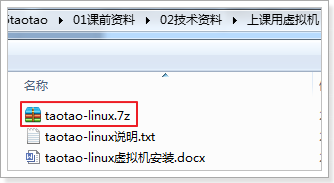 taotao ▸ 01课前资料 ▸ 02技术资料 ▸ 上课用虚拟机
名称
taotao-linux.7z
taotao-linux说明.txt
taotao-linux虚拟机安装.docx